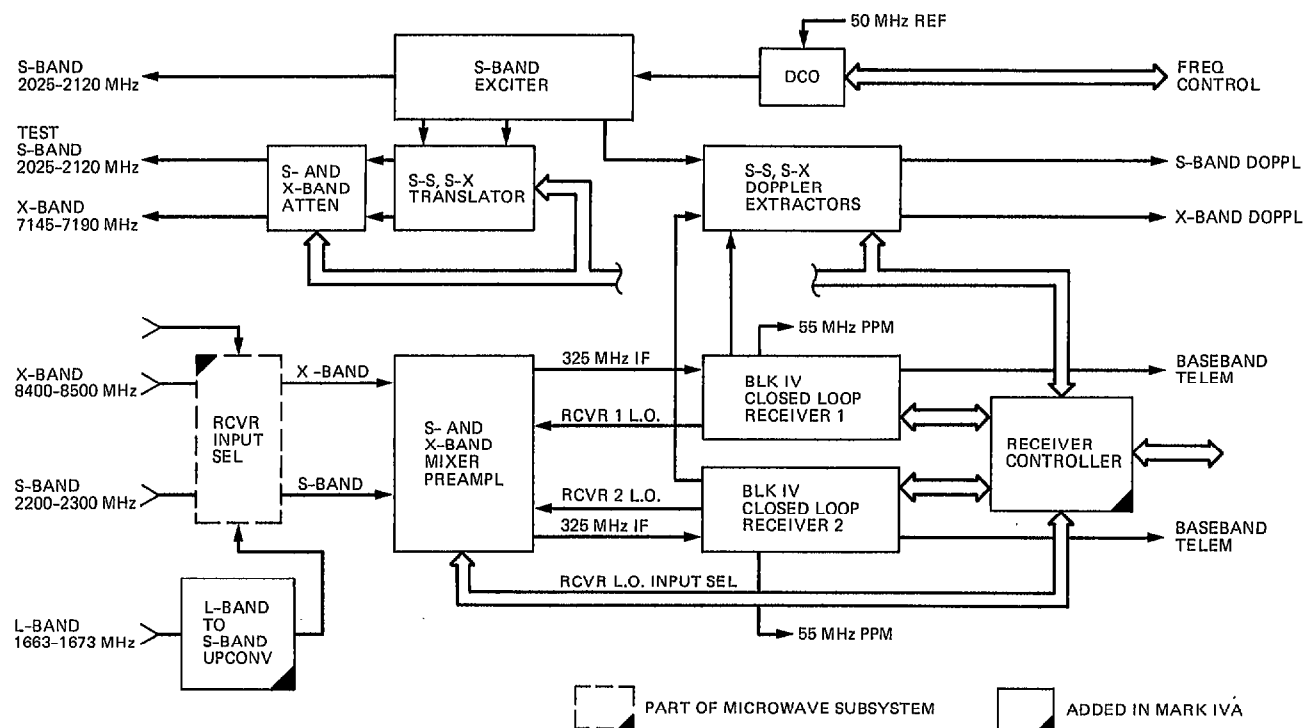 50 MHz REF
S-BAND
2025-2120 MHz
S-BAND
EXCITER
DCO
FREQ
CONTROL
TEST
S-BAND
2025-2120 MHz
X-BAND
7145-7190 MHz
S- AND
X-BAND
ATTEN
S-S, S-X
TRANSLATOR
S-S, S-X
DOPPLER
EXTRACTORS
S-BAND DOPPL
X-BAND DOPPL
55 MHz PPM
X-BAND
8400-8500 MHz
S-BAND
2200-2300 MHz
RCVR
INPUT
SEL
X -BAND
S-BAND
S- AND
X-BAND
MIXER
PREAMPL
325 MHz IF
RCVR 1 L.O.
RCVR 2 L.O.
325 MHz IF
BLK IV
CLOSED LOOP
RECEIVER 1
BLK IV
CLOSED LOOP
RECEIVER 2
BASEBAND
TELEM
RECEIVER
CONTROLLER
BASEBAND
TELEM
RCVR L.O. INPUT SEL
L-BAND
1663-1673 MHz
L-BAND
TO
S-BAND
UPCONV
55 MHz PPM
PART OF MICROWAVE SUBSYSTEM
ADDED IN MARK IVA